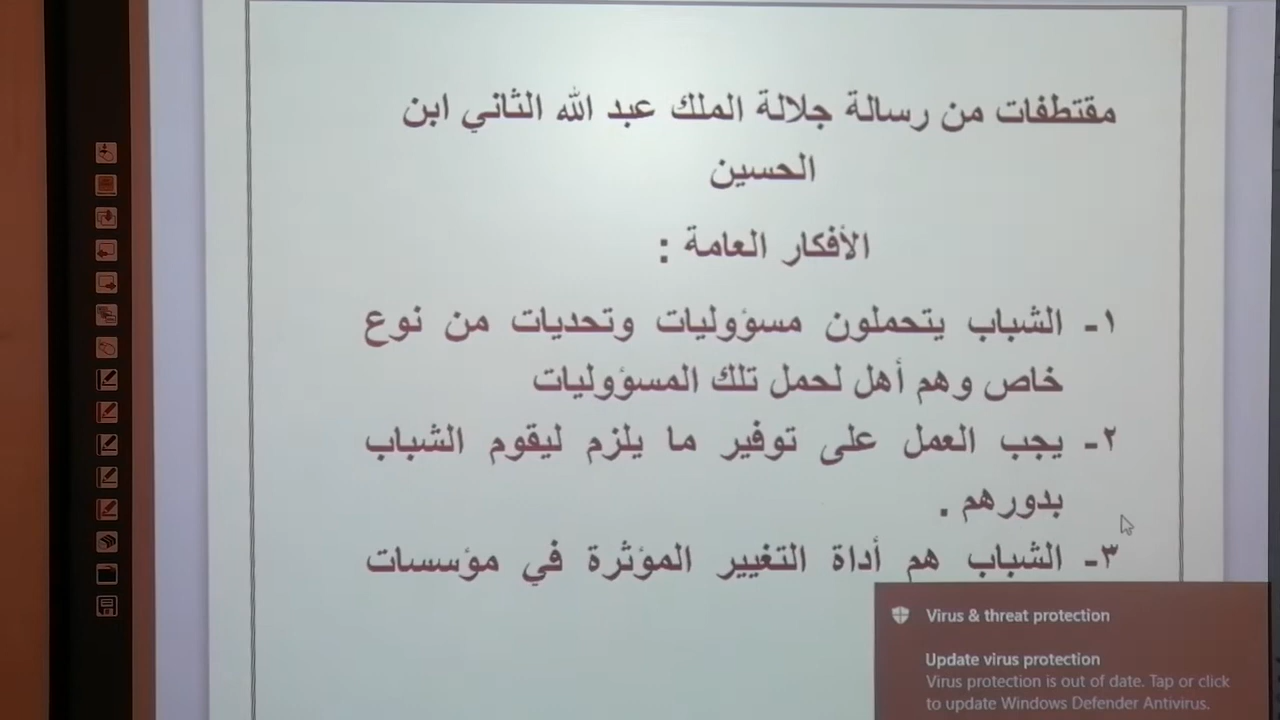 مقتطفات من رسالة جلالة الملك عبد الله الثاني ابن
الحسين
الأفكار العامة :
١- الشباب يتحملون مسؤوليات وتحديات من نوع
خاص وهم أهل لحمل تلك المسؤوليات
٢- يجب العمل على توفير ما يلزم ليقوم الشباب
بدورهم .
٣- الشباب هم أداة التغيير المؤثرة في مؤسسات
Virus & threat protection
Update virus protection
Virus protection is out of date. Tap or click
to update Windows Defender Antivirus.